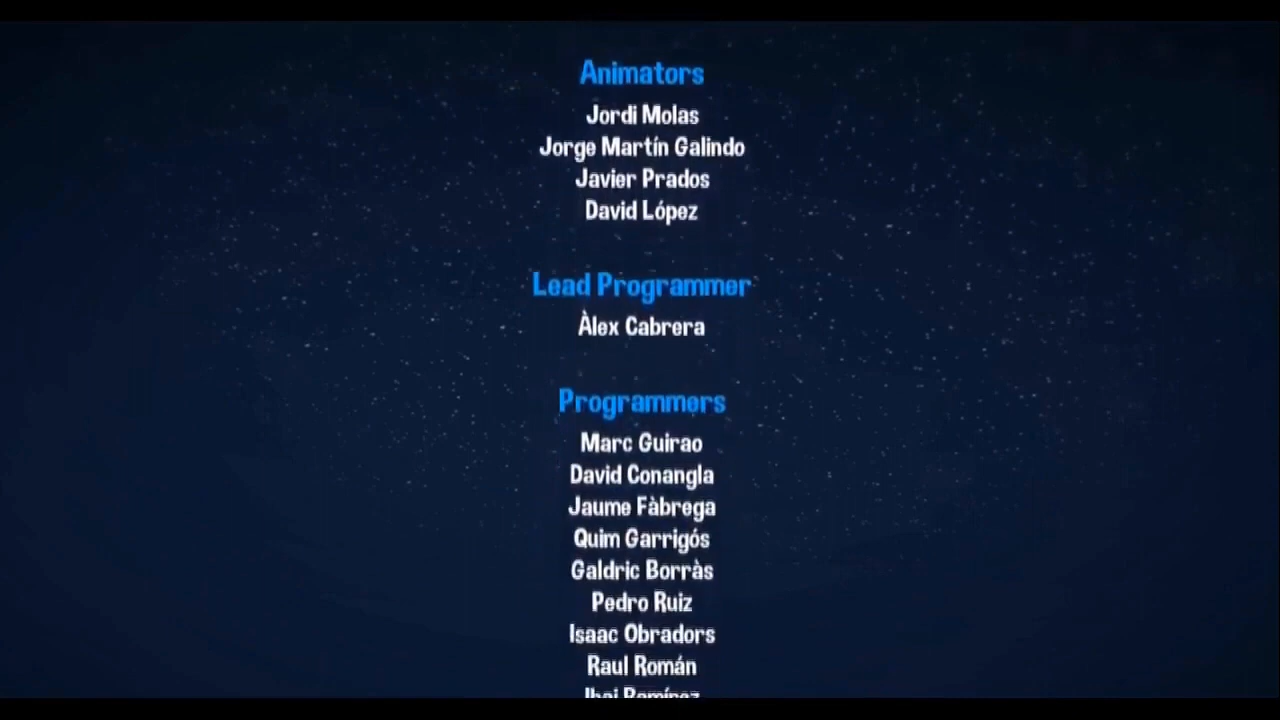 Animators
Jordi Molas
Jorge Martín Galindo
Javier Prados
David López
Lead Programmer
Àlex Cabrera
Programmers
Marc Guirao
David Conangla
Jaume Fàbrega
Quim Garrigós
Galdric Borràs
Pedro Ruiz
Isaac Obradors
Raul Román